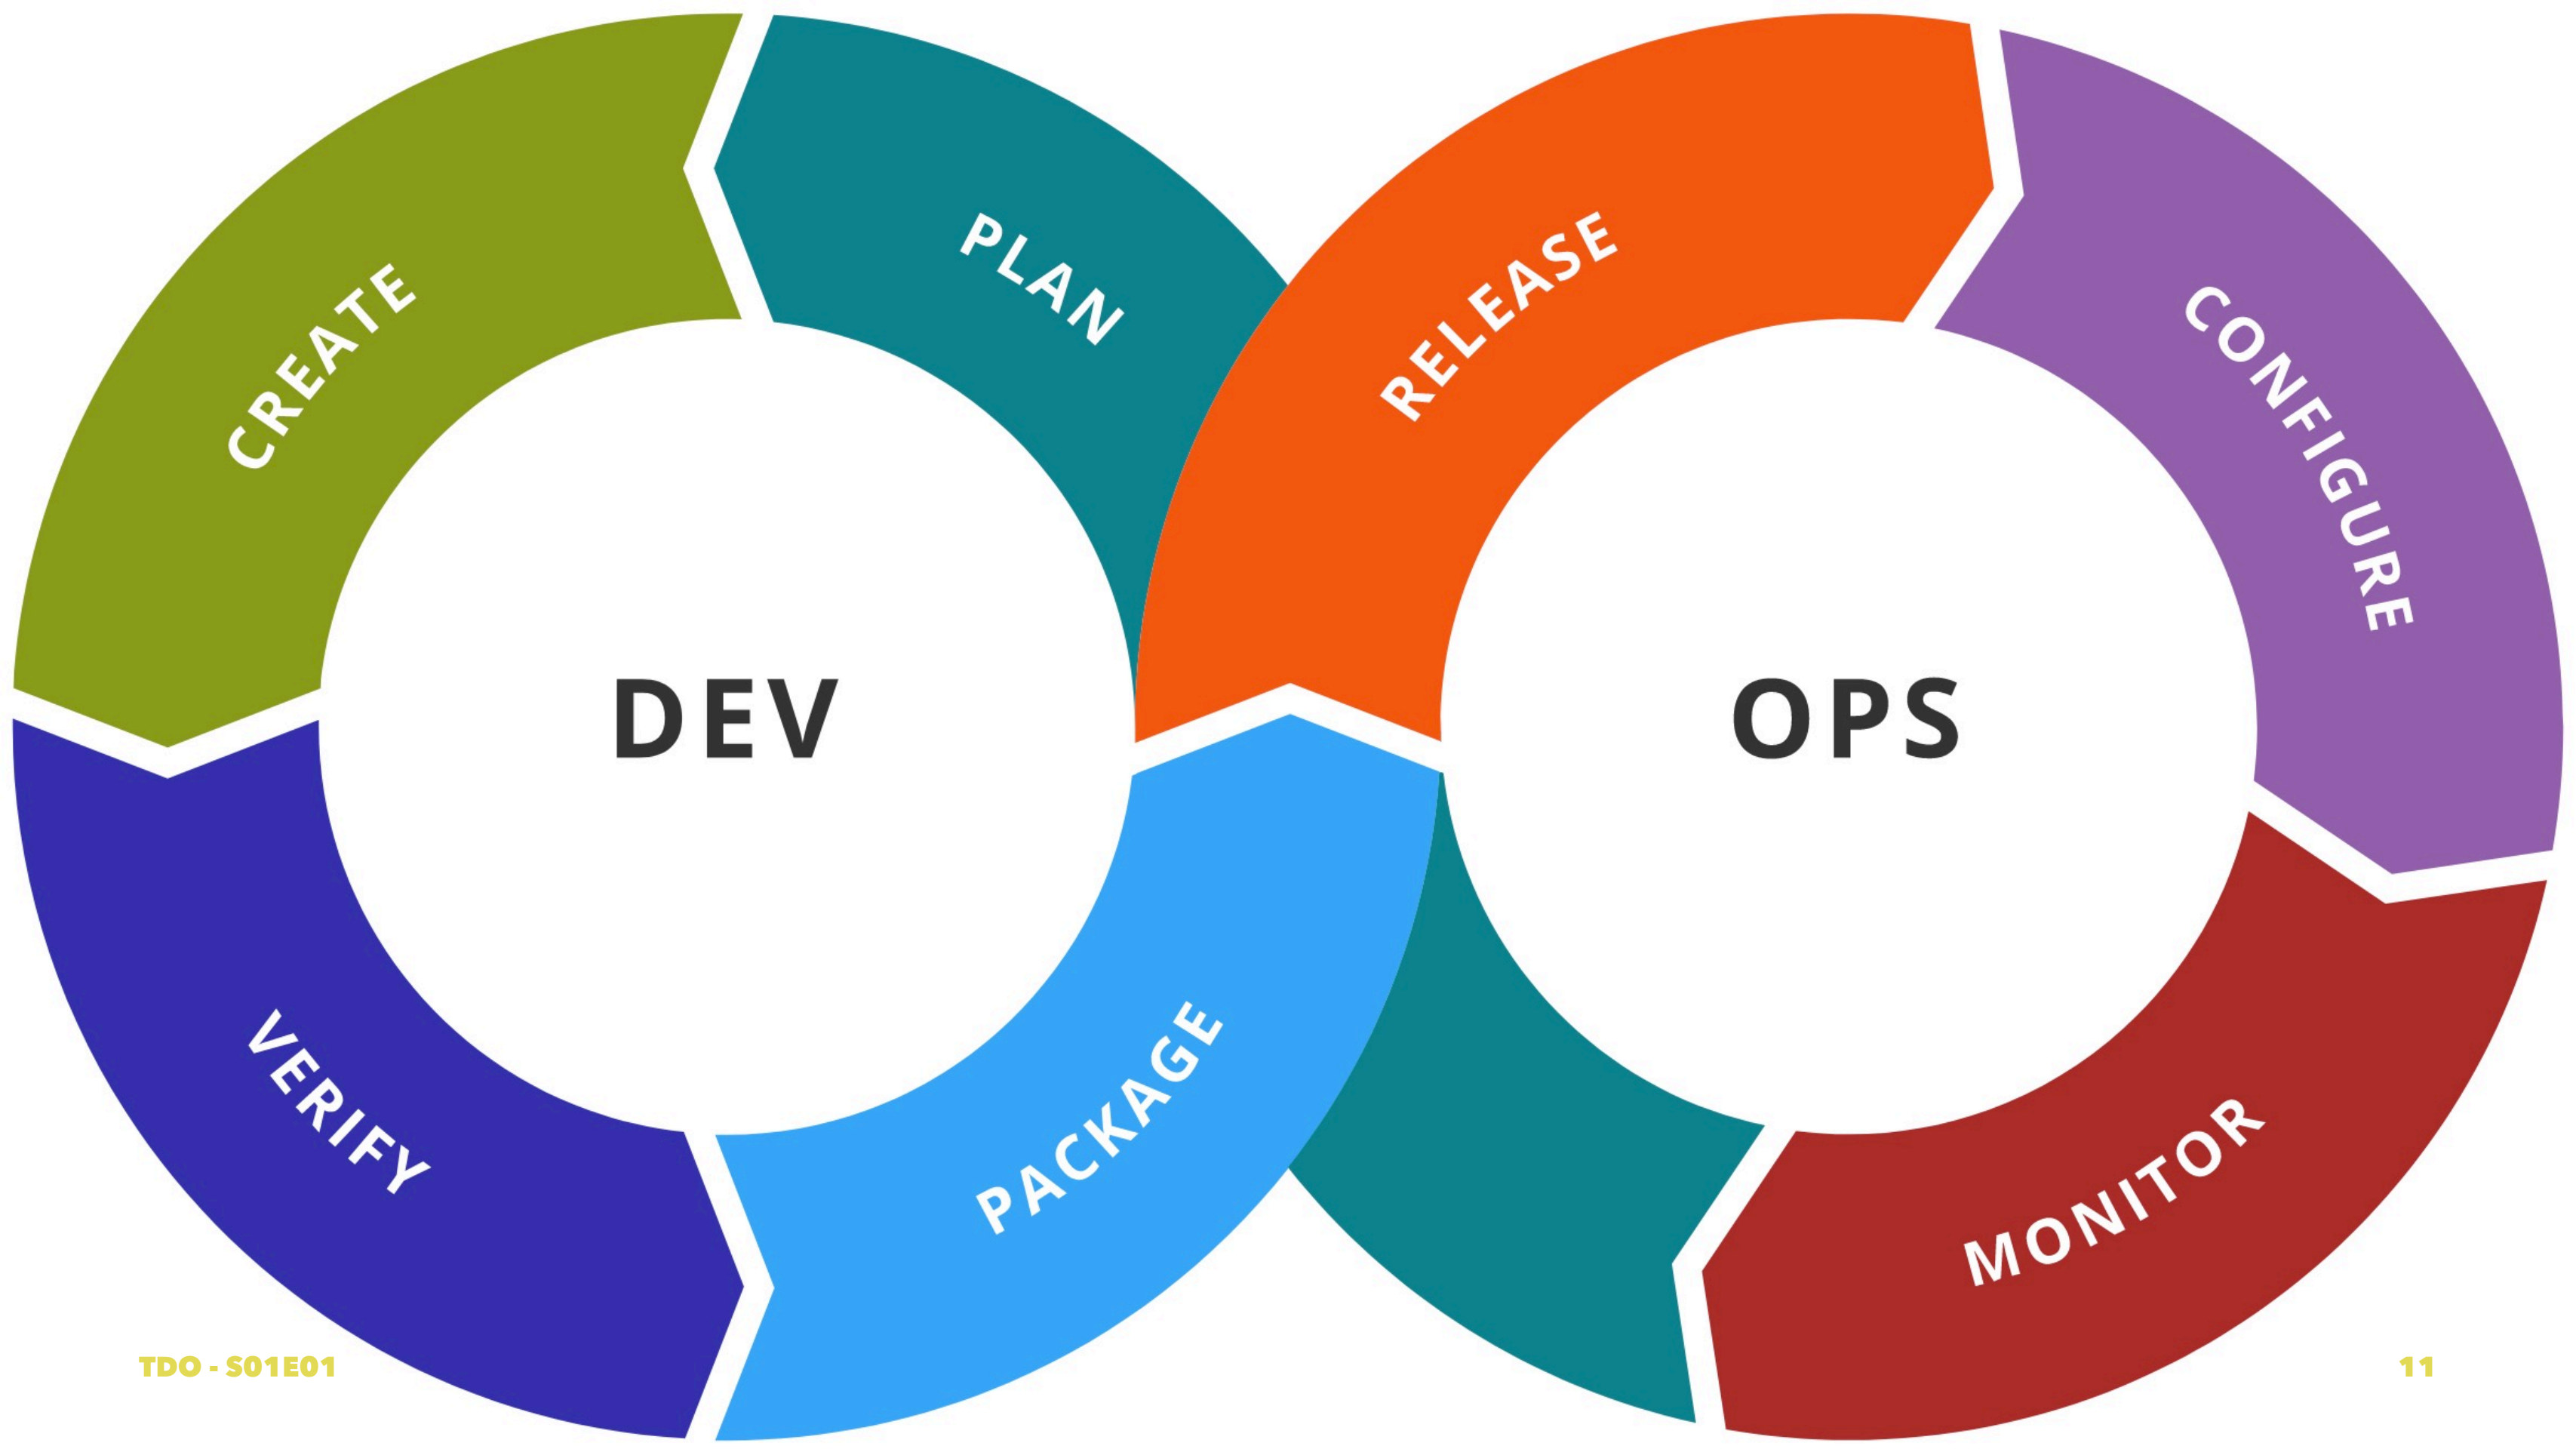 PLAN
CREATE
VERIFY
PACKAGE
RELEASE
CONFIGURE
MONITOR
DEV
OPS
TDO - S01E01
11